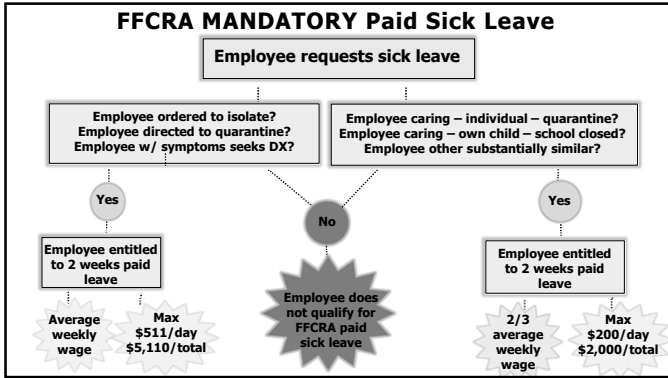 FFCRA MANDATORY Paid Sick Leave
Employee requests sick leave
Employee ordered to isolate?
Employee directed to quarantine?
Employee w/ symptoms seeks DX?
Employee caring – individual – quarantine?
Employee caring – own child – school closed?
Employee other substantially similar?
Yes
No
Yes
Employee entitled
to 2 weeks paid
leave
Employee entitled
to 2 weeks paid
leave
Average
weekly
wage
Max
$511/day
$5,110/total
Employee does
not qualify for
FFCRA paid
sick leave
2/3
average
weekly
wage
Max
$200/day
$2,000/total